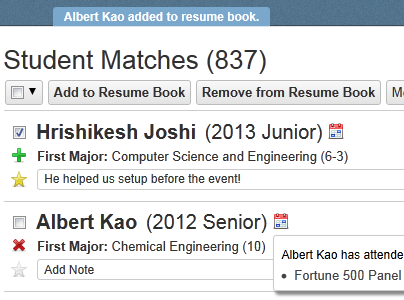 Albert Kao added to resume book.
Student Matches (837)
Add to Resume Book Remove from Resume Book
Hrishikesh Joshi (2013 Junior)
First Major: Computer Science and Engineering (6-3)
He helped us setup before the event!
Albert Kao (2012 Senior)
First Major: Chemical Engineering (10)
Albert Kao has attende
Add Note
• Fortune 500 Panel